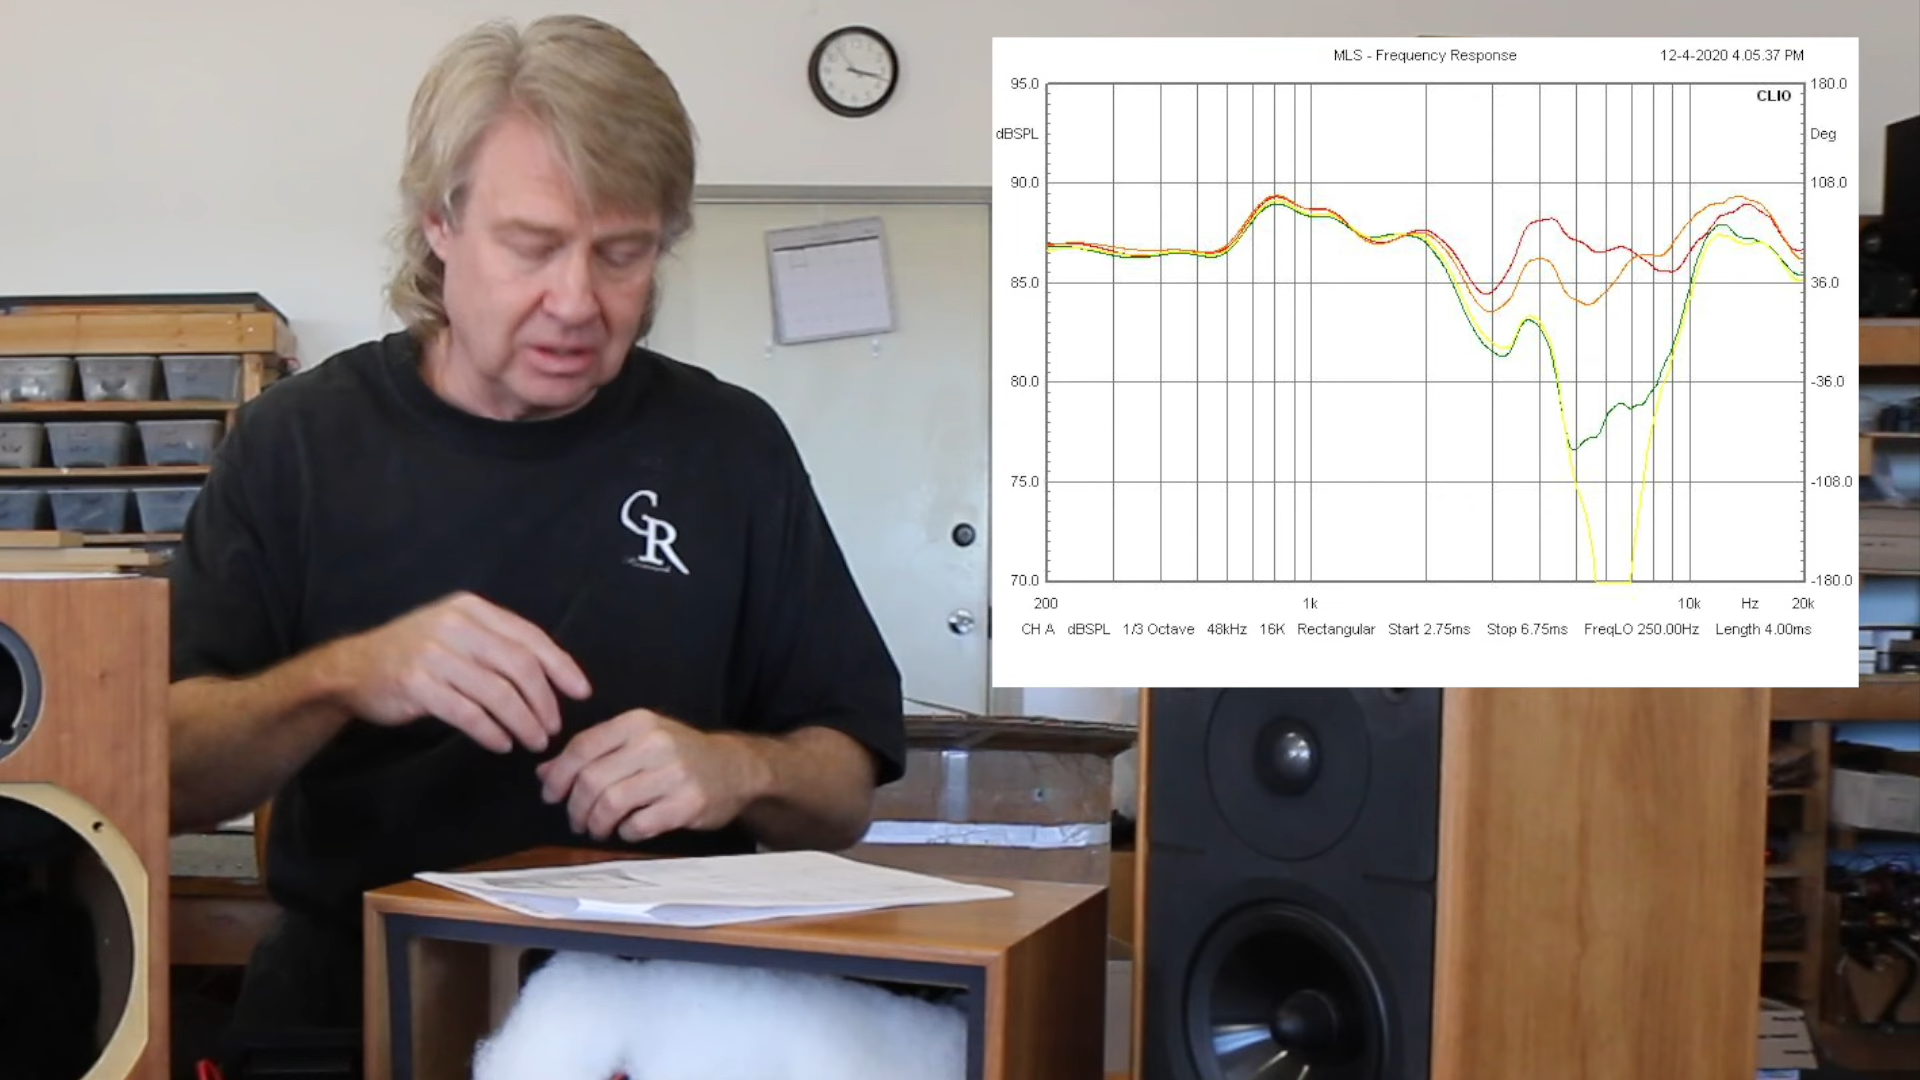 MLS - Frequency Response 12-4-2020 4.05.37 PM
95.0 180.0
CLIO
dBSPL Deg
90.0 108.0
85.0 36.0
80.0 -36.0
75.0 -108.0
70.0 -180.0
200 1k 10k Hz 20k
CH A dBSPL 1/3 Octave 48kHz 16K Rectangular Start 2.75ms Stop 6.75ms FreqLO 250.00Hz Length 4.00ms
GR